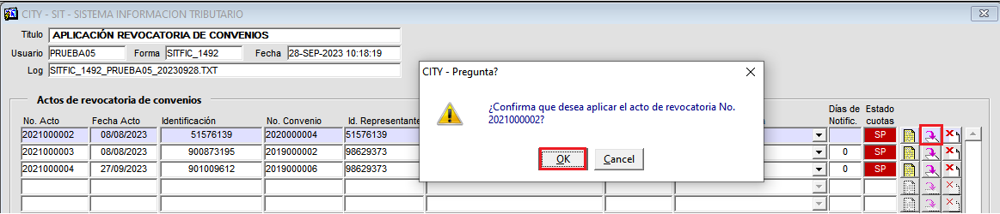 CITY - SIT - SISTEMA INFORMACION TRIBUTARIO
Titulo APLICACIÓN REVOCATORIA DE CONVENIOS
Usuario PRUEBA05 Forma SITFIC_1492 Fecha 28-SEP-2023 10:18:19
Log SITFIC_1492_PRUEBA05_20230928.TXT
CITY - Pregunta?
¿Confirma que desea aplicar el acto de revocatoria No.
2021000002?
OK Cancel
Actos de revocatoria de convenios
No. Acto Fecha Acto Identificación No. Convenio Id. Representante Días de Notific. Estado cuotas
2021000002 08/08/2023 51576139 2020000004 51576139 SP
2021000003 08/08/2023 900873195 2019000002 98629373 0 SP
2021000004 27/09/2023 901009612 2019000006 98629373 0 SP